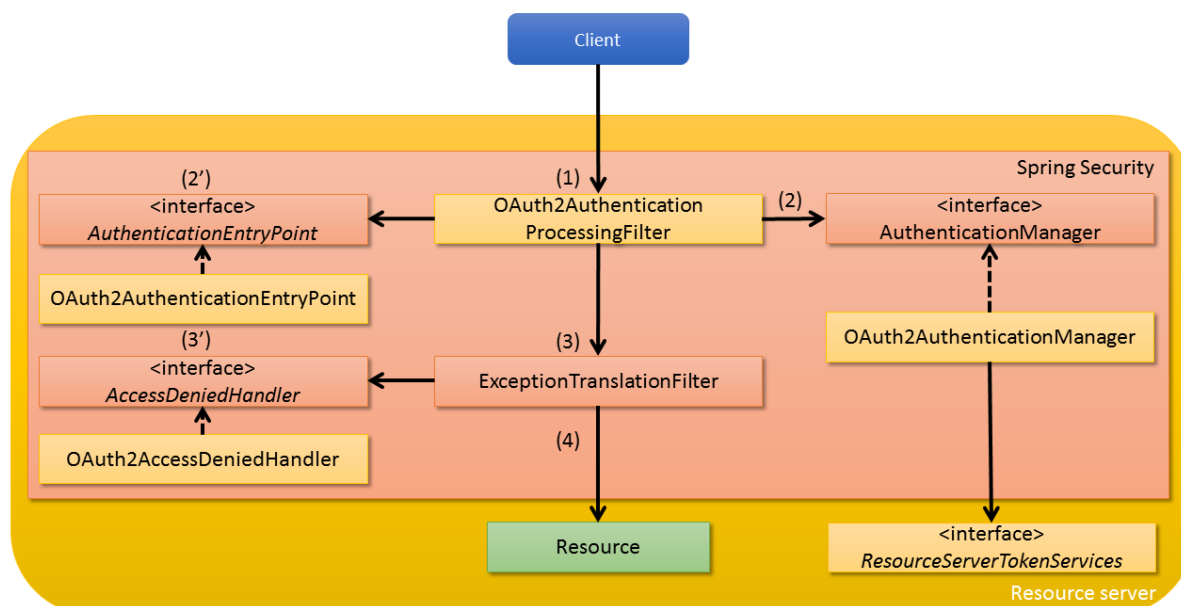 Client
Spring Security
(2')
(1)
<interface>
AuthenticationEntryPoint
OAuth2Authentication
ProcessingFilter
(2)
<interface>
AuthenticationManager
OAuth2AuthenticationEntryPoint
OAuth2AuthenticationManager
(3')
(3)
<interface>
AccessDeniedHandler
ExceptionTranslationFilter
(4)
OAuth2AccessDeniedHandler
Resource
<interface>
ResourceServerTokenServices
Resource server